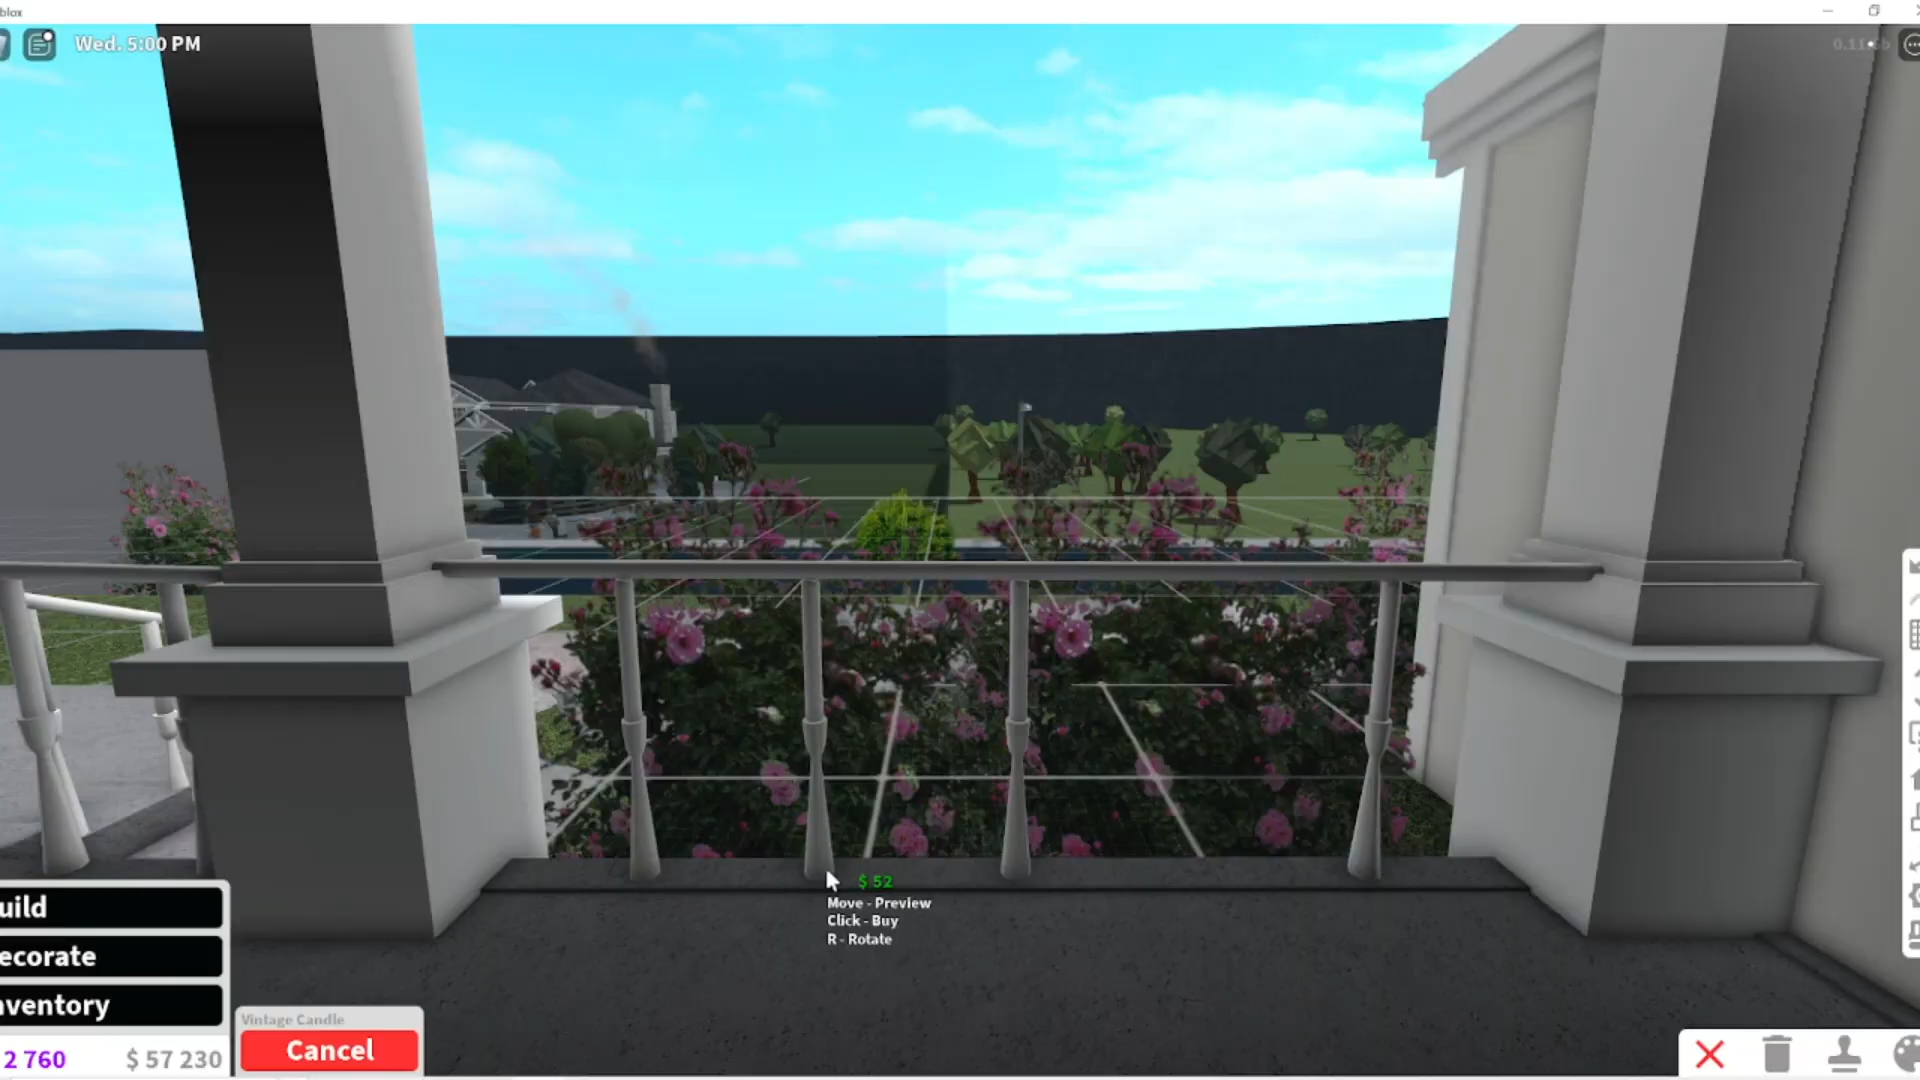 blox
Wed. 5:00 PM
$ 52
Move - Preview
Click - Buy
R - Rotate
uild
ecorate
nventory
2 760
$ 57 230
Vintage Candle
Cancel